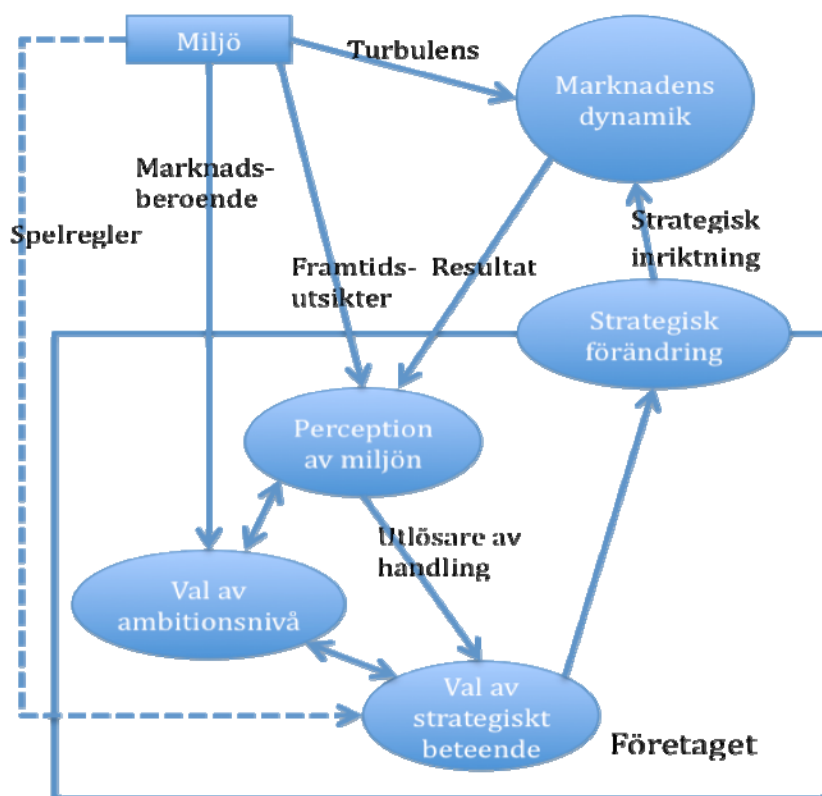 Miljö
Turbulens
Marknadens
dynamik
Marknads-
beroende
Spelregler
Strategisk
inriktning
Framtids-
utsikter
Resultat
Strategisk
förändring
Perception
av miljön
Utlösare av
handling
Val av
ambitionsnivå
Val av
strategiskt
beteende
Företaget